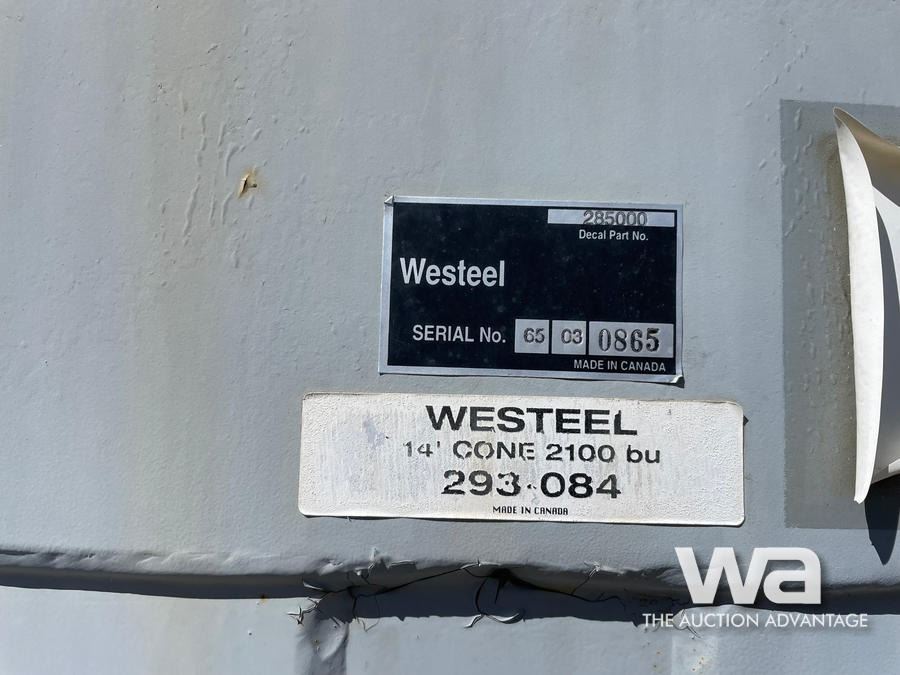 285000
Decal Part No.
Westeel
SERIAL No. 65 03 0865
MADE IN CANADA
WESTEEL
14' CONE 2100 bu
293-084
MADE IN CANADA
wa
THE AUCTION ADVANTAGE